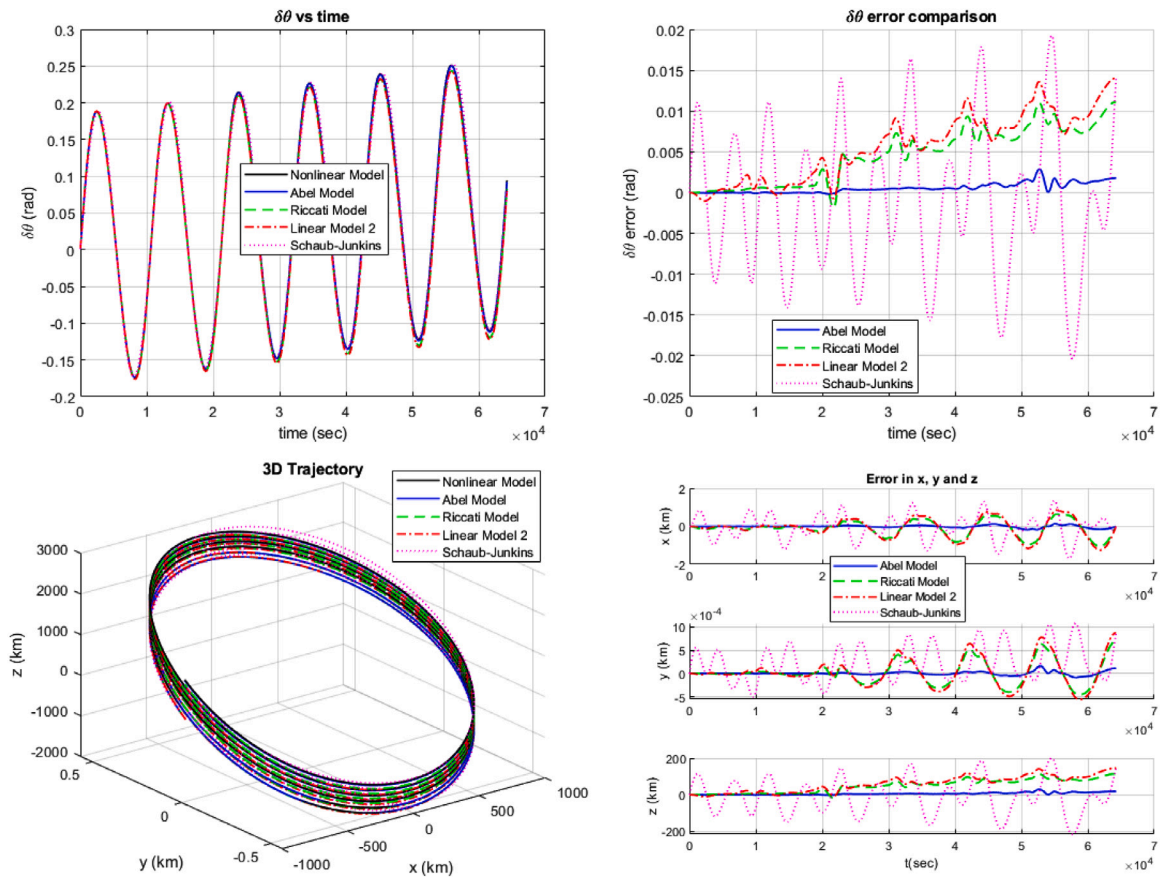 δθ vs time
0.3
0.25
0.2
0.15
0.1
0.05
0
-0.05
-0.1
-0.15
-0.2
δθ (rad)
Nonlinear Model
Abel Model
Riccati Model
Linear Model 2
Schaub-Junkins
0 1 2 3 4 5 6 7
time (sec)
× 10^4
δθ error comparison
0.02
0.015
0.01
0.005
0
-0.005
-0.01
-0.015
-0.02
-0.025
δθ error (rad)
Abel Model
Riccati Model
Linear Model 2
Schaub-Junkins
0 1 2 3 4 5 6 7
time (sec)
× 10^4
3D Trajectory
Nonlinear Model
Abel Model
Riccati Model
Linear Model 2
Schaub-Junkins
3000
2000
1000
0
-1000
-2000
z (km)
0.5
0
-0.5
y (km)
-1000
-500
0
500
1000
x (km)
Error in x, y and z
2
0
-2
x (km)
0 1 2 3 4 5 6 7
× 10^4
Abel Model
Riccati Model
Linear Model 2
Schaub-Junkins
× 10^-4
10
5
0
-5
y (km)
0 1 2 3 4 5 6 7
× 10^4
200
0
-200
z (km)
0 1 2 3 4 5 6 7
t(sec)
× 10^4